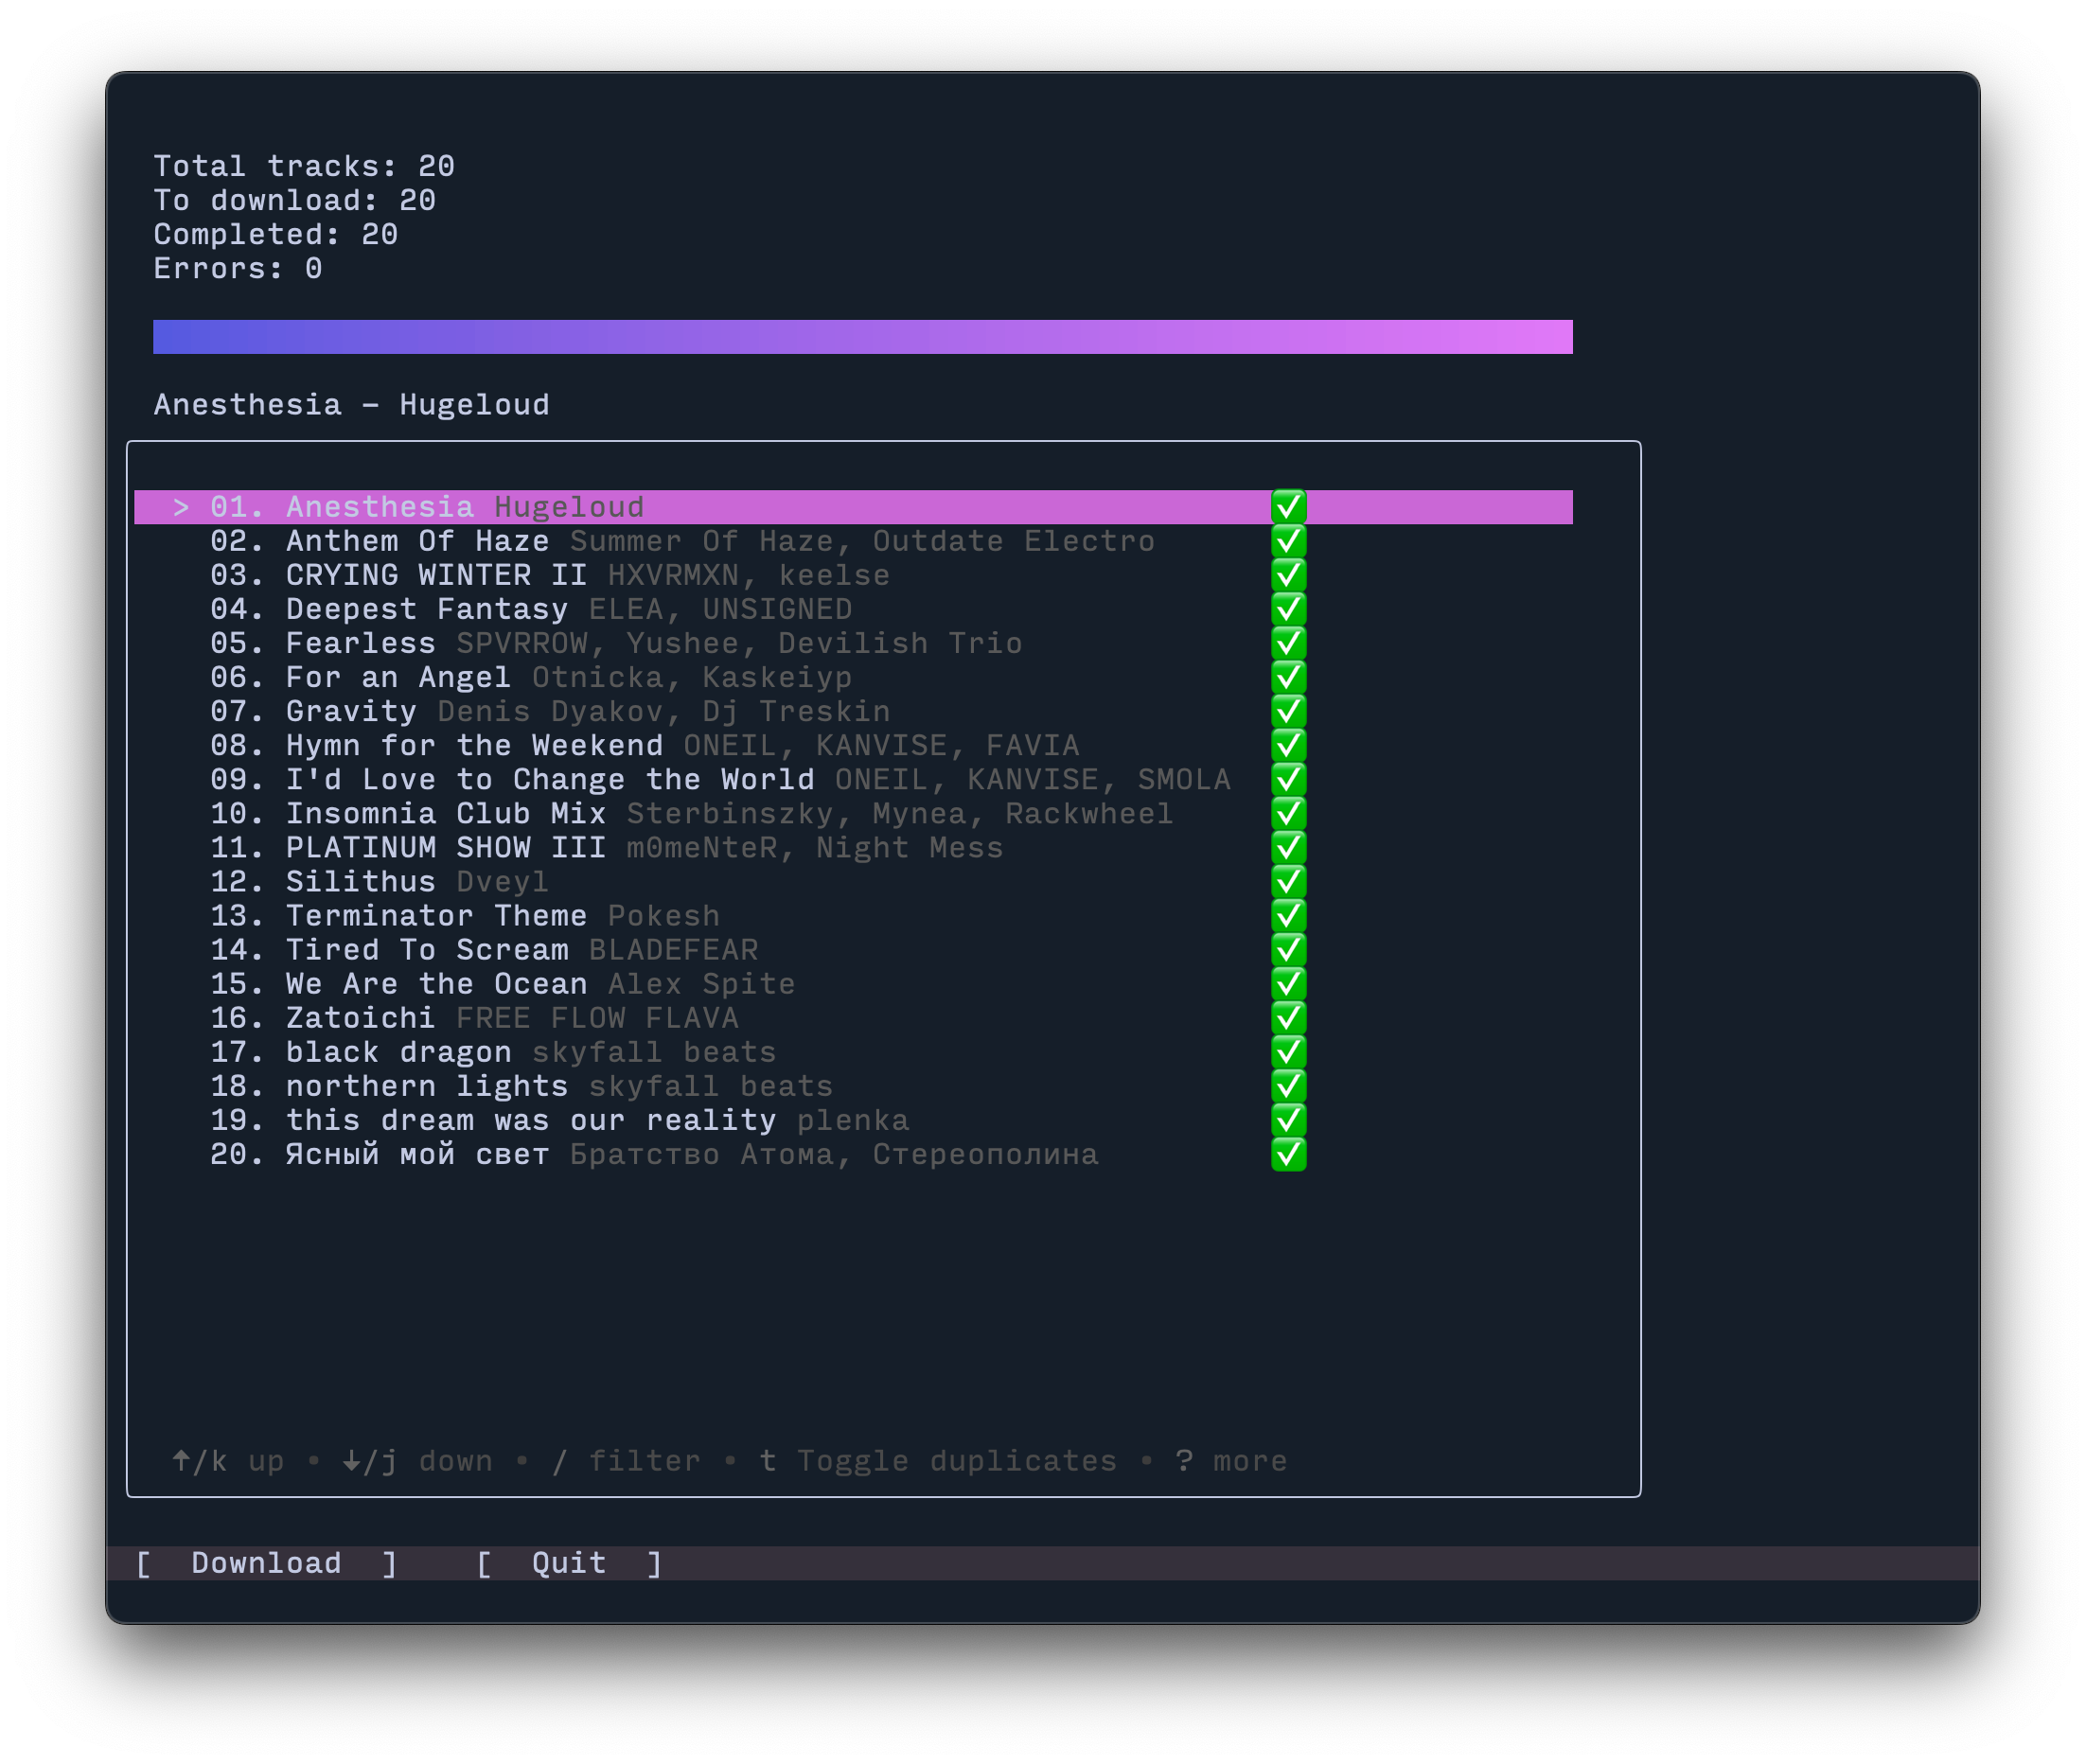 Total tracks: 20
To download: 20
Completed: 20
Errors: 0
Anesthesia – Hugeloud
> 01. Anesthesia Hugeloud ✅
02. Anthem Of Haze Summer Of Haze, Outdate Electro ✅
03. CRYING WINTER II HXVRMXN, keelse ✅
04. Deepest Fantasy ELEA, UNSIGNED ✅
05. Fearless SPVRROW, Yushee, Devilish Trio ✅
06. For an Angel Otnicka, Kaskeiyp ✅
07. Gravity Denis Dyakov, Dj Treskin ✅
08. Hymn for the Weekend ONEIL, KANVISE, FAVIA ✅
09. I'd Love to Change the World ONEIL, KANVISE, SMOLA ✅
10. Insomnia Club Mix Sterbinszky, Mynea, Rackwheel ✅
11. PLATINUM SHOW III m0meNteR, Night Mess ✅
12. Silithus Dveyl ✅
13. Terminator Theme Pokesh ✅
14. Tired To Scream BLADEFEAR ✅
15. We Are the Ocean Alex Spite ✅
16. Zatoichi FREE FLOW FLAVA ✅
17. black dragon skyfall beats ✅
18. northern lights skyfall beats ✅
19. this dream was our reality plenka ✅
20. Ясный мой свет Братство Атома, Стереополина ✅
↑/k up • ↓/j down • / filter • t Toggle duplicates • ? more
[ Download ] [ Quit ]